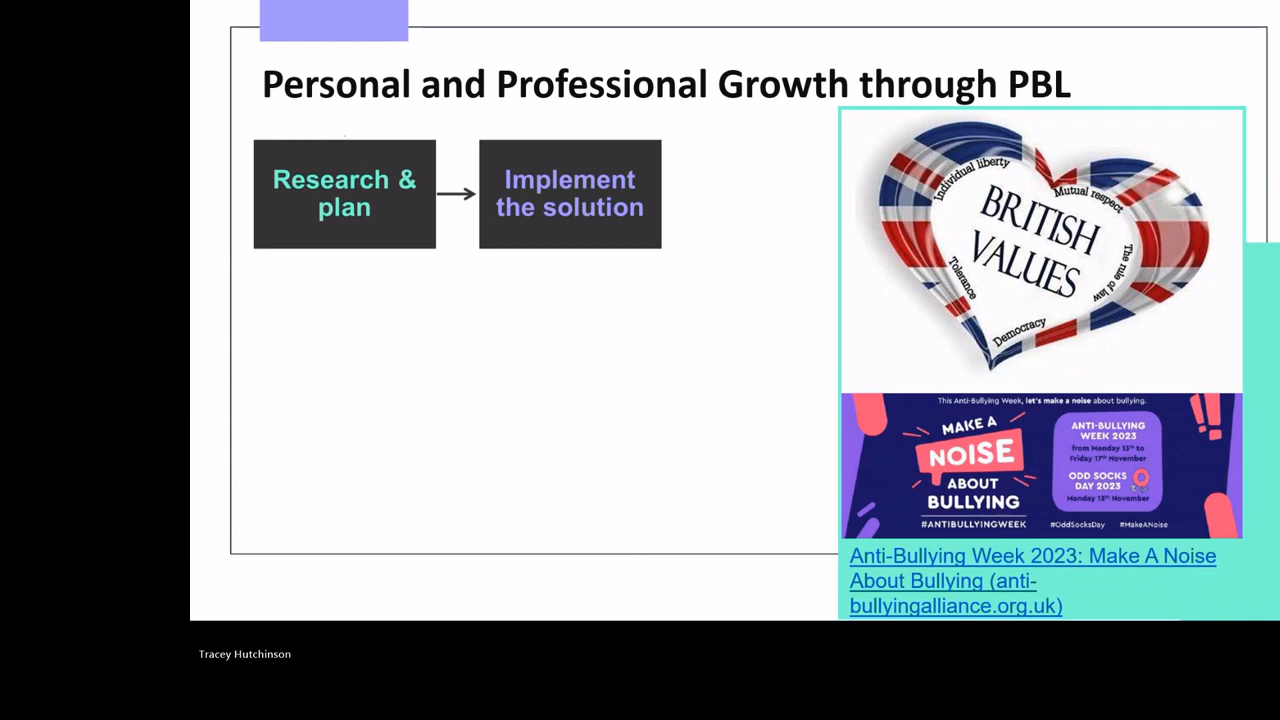 Personal and Professional Growth through PBL
Research &
plan
Implement
the solution
Individual liberty
Mutual respect
BRITISH
VALUES
The rule of law
Tolerance
Democracy
This Anti-Bullying Week, let's make a noise about bullying.
MAKE A
NOISE
ABOUT
BULLYING
#ANTIBULLYINGWEEK
ANTI-BULLYING
WEEK 2023
from Monday 13th to
Friday 17th November
ODD SOCKS
DAY 2023
Monday 13th November
#OddSocksDay #MakeANoise
Anti-Bullying Week 2023: Make A Noise
About Bullying (anti-
bullyingalliance.org.uk)
Tracey Hutchinson